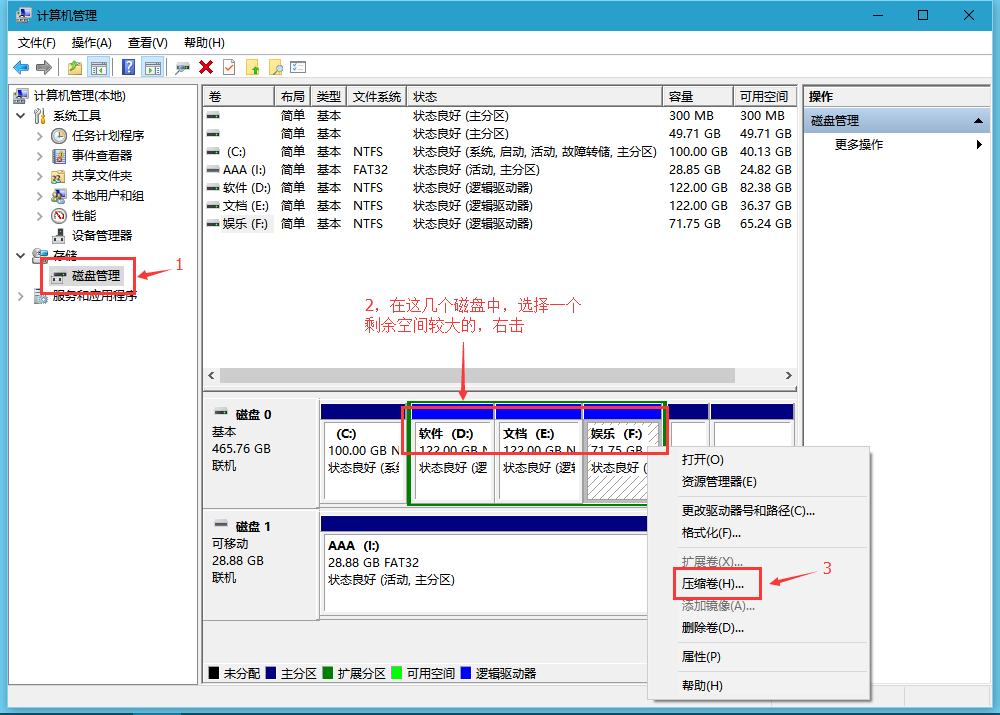 计算机管理
文件(F) 操作(A) 查看(V) 帮助(H)
计算机管理(本地)
系统工具
任务计划程序
事件查看器
共享文件夹
本地用户和组
性能
设备管理器
存储
磁盘管理
服务和应用程序
1
卷 布局 类型 文件系统 状态 容量 可用空间
简单 基本 状态良好 (主分区) 300 MB 300 MB
简单 基本 状态良好 (主分区) 49.71 GB 49.71 GB
(C:) 简单 基本 NTFS 状态良好 (系统, 启动, 活动, 故障转储, 主分区) 100.00 GB 40.13 GB
AAA (I:) 简单 基本 FAT32 状态良好 (活动, 主分区) 28.85 GB 24.82 GB
软件 (D:) 简单 基本 NTFS 状态良好 (逻辑驱动器) 122.00 GB 82.38 GB
文档 (E:) 简单 基本 NTFS 状态良好 (逻辑驱动器) 122.00 GB 36.37 GB
娱乐 (F:) 简单 基本 NTFS 状态良好 (逻辑驱动器) 71.75 GB 65.24 GB
操作
磁盘管理
更多操作
2，在这几个磁盘中，选择一个
剩余空间较大的，右击
磁盘 0
基本
465.76 GB
联机
(C:)
100.00 GB N
状态良好 (系
软件 (D:)
122.00 GB N
状态良好 (逻
文档 (E:)
122.00 GB N
状态良好 (逻
娱乐 (F:)
71.75 GB
状态良好 (
磁盘 1
可移动
28.88 GB
联机
AAA (I:)
28.88 GB FAT32
状态良好 (活动, 主分区)
打开(O)
资源管理器(E)
更改驱动器号和路径(C)...
格式化(F)...
扩展卷(X)...
压缩卷(H)...
3
添加镜像(A)...
删除卷(D)...
属性(P)
帮助(H)
未分配 主分区 扩展分区 可用空间 逻辑驱动器